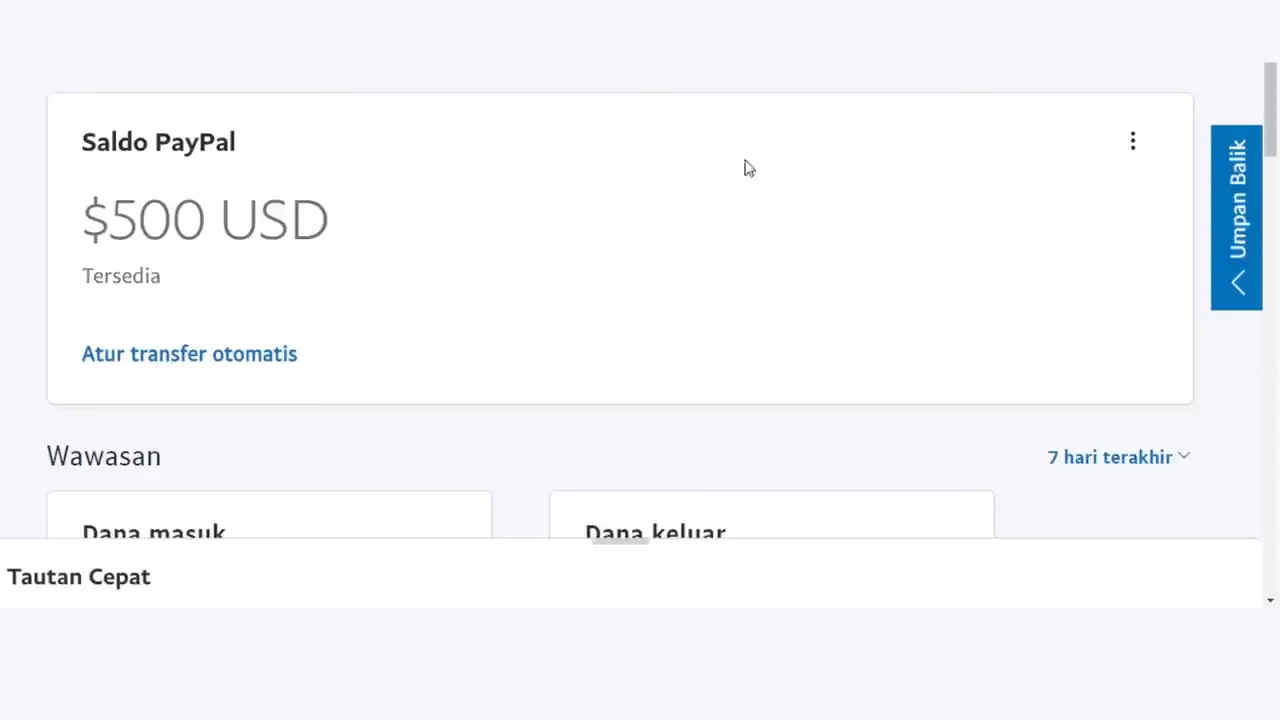 Saldo PayPal
$500 USD
Tersedia
Atur transfer otomatis
Umpan Balik
Wawasan
7 hari terakhir
Dana masuk
Dana keluar
Tautan Cepat